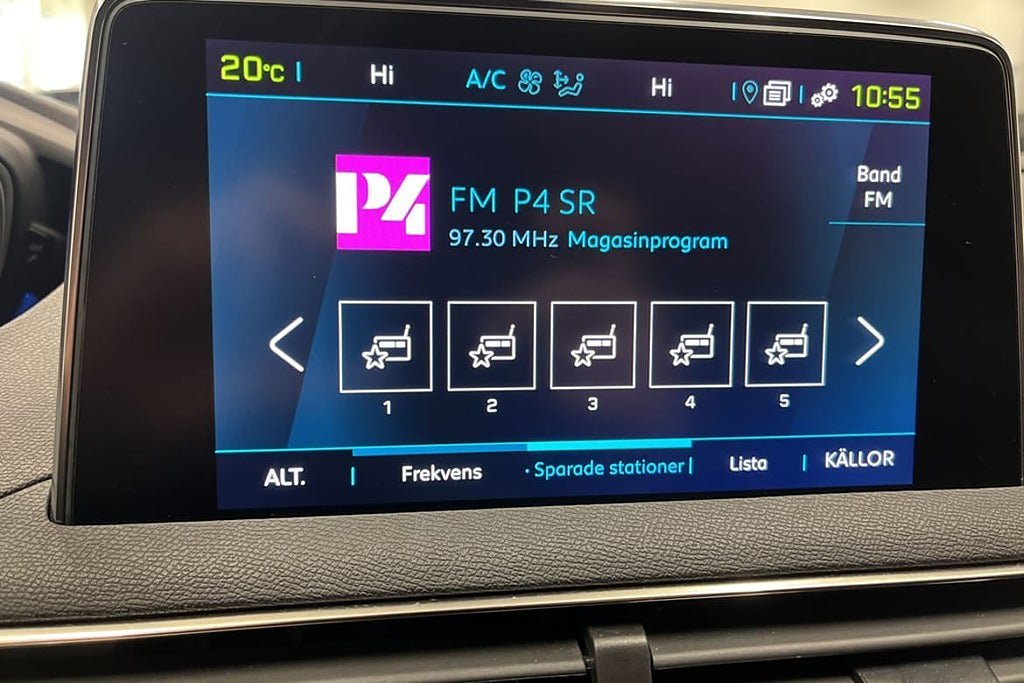 20°C Hi A/C Hi 10:55
Band
FM
P4
FM P4 SR
97.30 MHz Magasinprogram
1 2 3 4 5
ALT. Frekvens · Sparade stationer Lista KÄLLOR